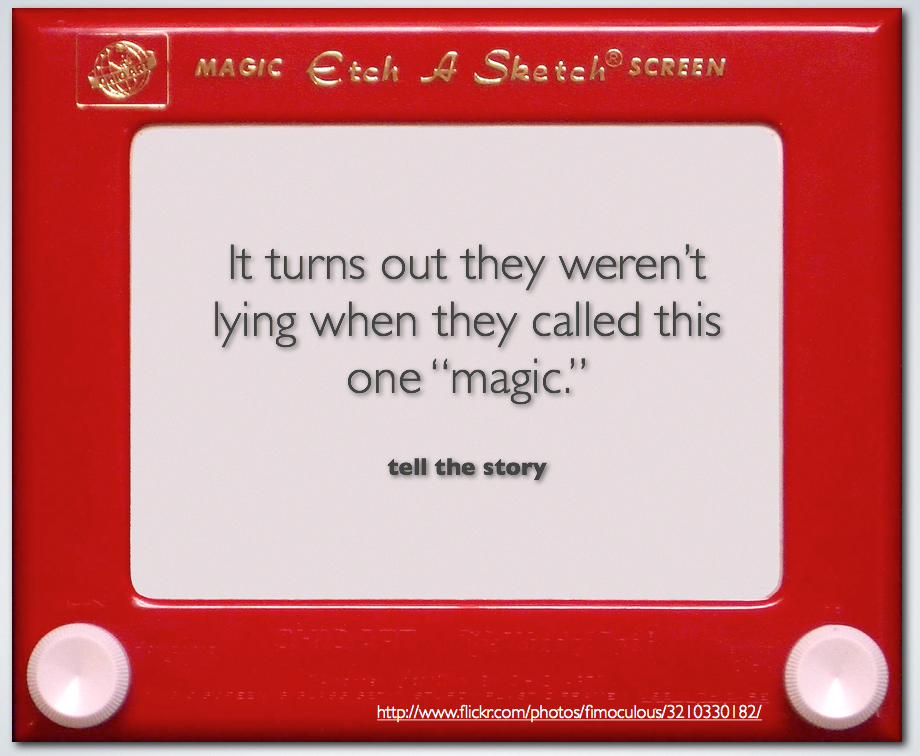 MAGIC Etch A Sketch® SCREEN
It turns out they weren’t
lying when they called this
one “magic.”
tell the story
http://www.flickr.com/photos/fimoculous/3210330182/